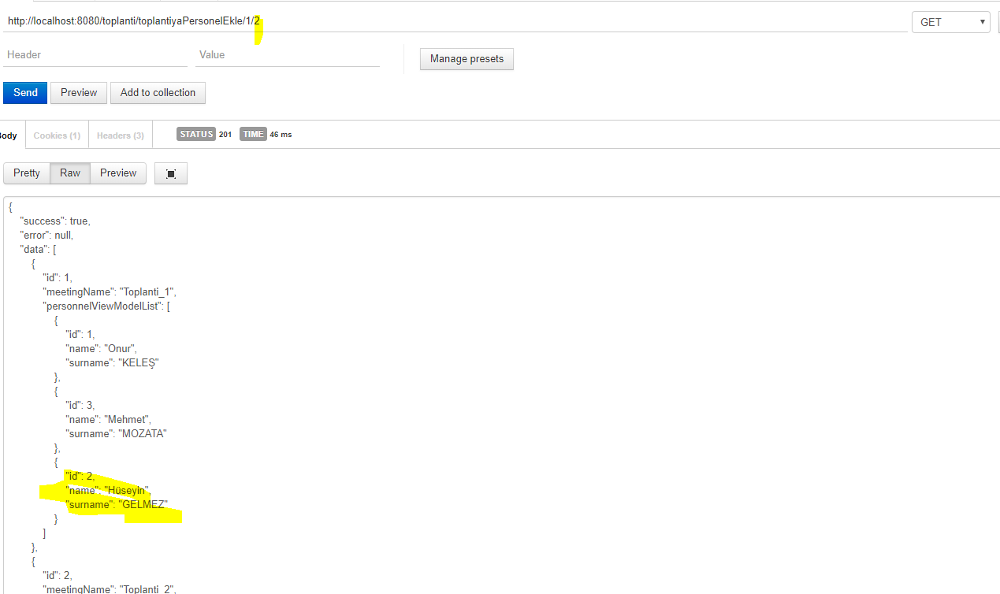 http://localhost:8080/toplanti/toplantiyaPersonelEkle/1/2 GET
Header Value Manage presets
Send Preview Add to collection
Body Cookies (1) Headers (3) STATUS 201 TIME 46 ms
Pretty Raw Preview
{
"success": true,
"error": null,
"data": [
{
"id": 1,
"meetingName": "Toplanti_1",
"personnelViewModelList": [
{
"id": 1,
"name": "Onur",
"surname": "KELEŞ"
},
{
"id": 3,
"name": "Mehmet",
"surname": "MOZATA"
},
{
"id": 2,
"name": "Hüseyin",
"surname": "GELMEZ"
}
]
},
{
"id": 2,
"meetingName": "Toplanti_2",